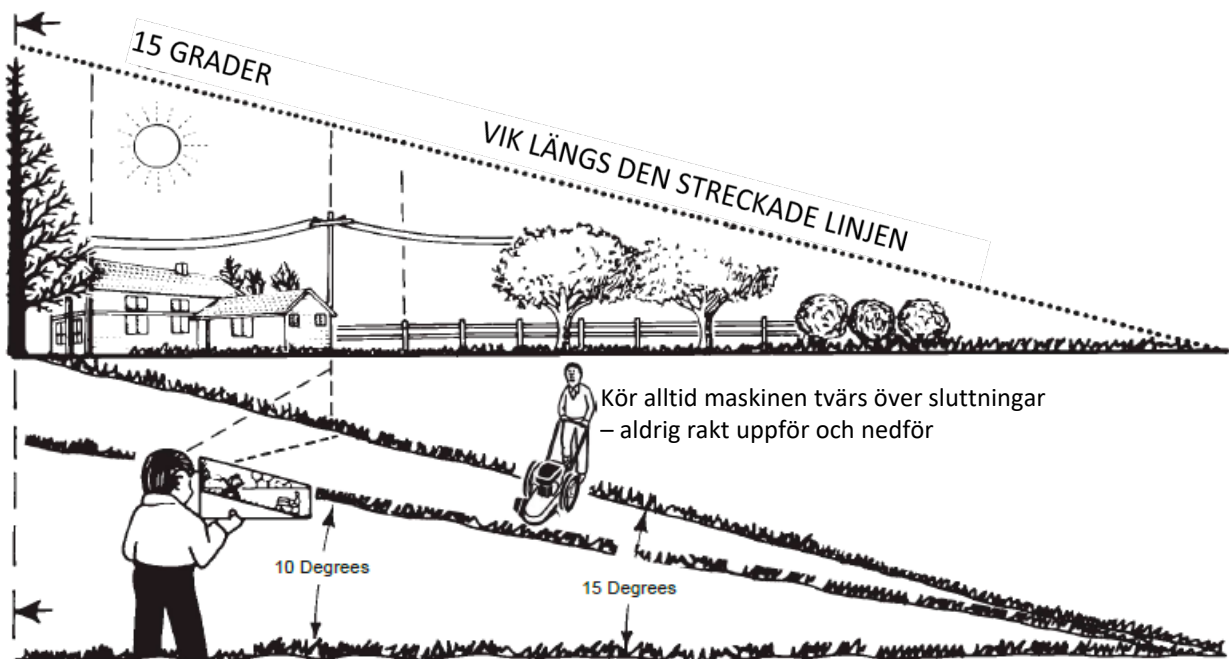 15 GRADER
VIK LÄNGS DEN STRECKADE LINJEN
Kör alltid maskinen tvärs över sluttningar
– aldrig rakt uppför och nedför
10 Degrees
15 Degrees